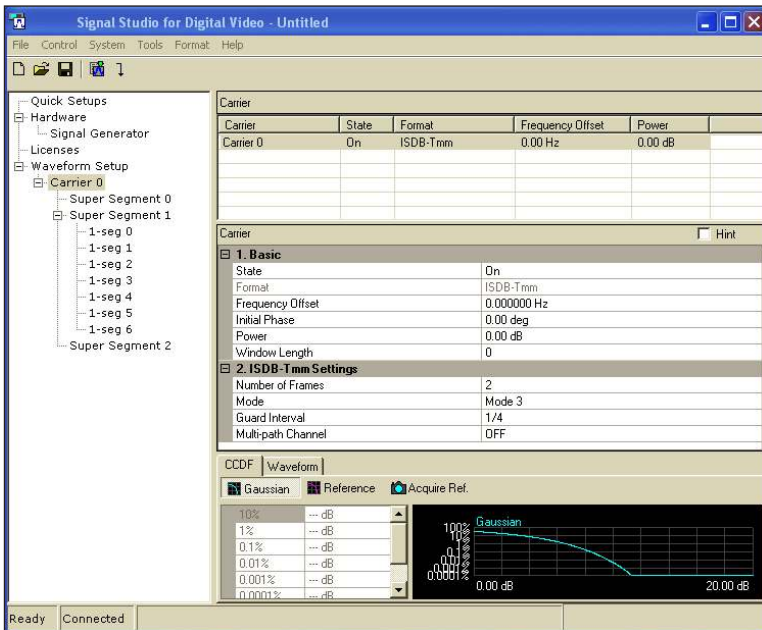 Signal Studio for Digital Video - Untitled
File Control System Tools Format Help
Quick Setups
Hardware
Signal Generator
Licenses
Waveform Setup
Carrier 0
Super Segment 0
Super Segment 1
1-seg 0
1-seg 1
1-seg 2
1-seg 3
1-seg 4
1-seg 5
1-seg 6
Super Segment 2
Carrier
Carrier State Format Frequency Offset Power
Carrier 0 On ISDB-Tmm 0.00 Hz 0.00 dB
Carrier Hint
1. Basic
State On
Format ISDB-Tmm
Frequency Offset 0.000000 Hz
Initial Phase 0.00 deg
Power 0.00 dB
Window Length 0
2. ISDB-Tmm Settings
Number of Frames 2
Mode Mode 3
Guard Interval 1/4
Multi-path Channel OFF
CCDF Waveform
Gaussian Reference Acquire Ref.
10% --- dB
1% --- dB
0.1% --- dB
0.01% --- dB
0.001% --- dB
0.0001% --- dB
Gaussian
100%
10%
0.0001%
0.00 dB 20.00 dB
Ready Connected